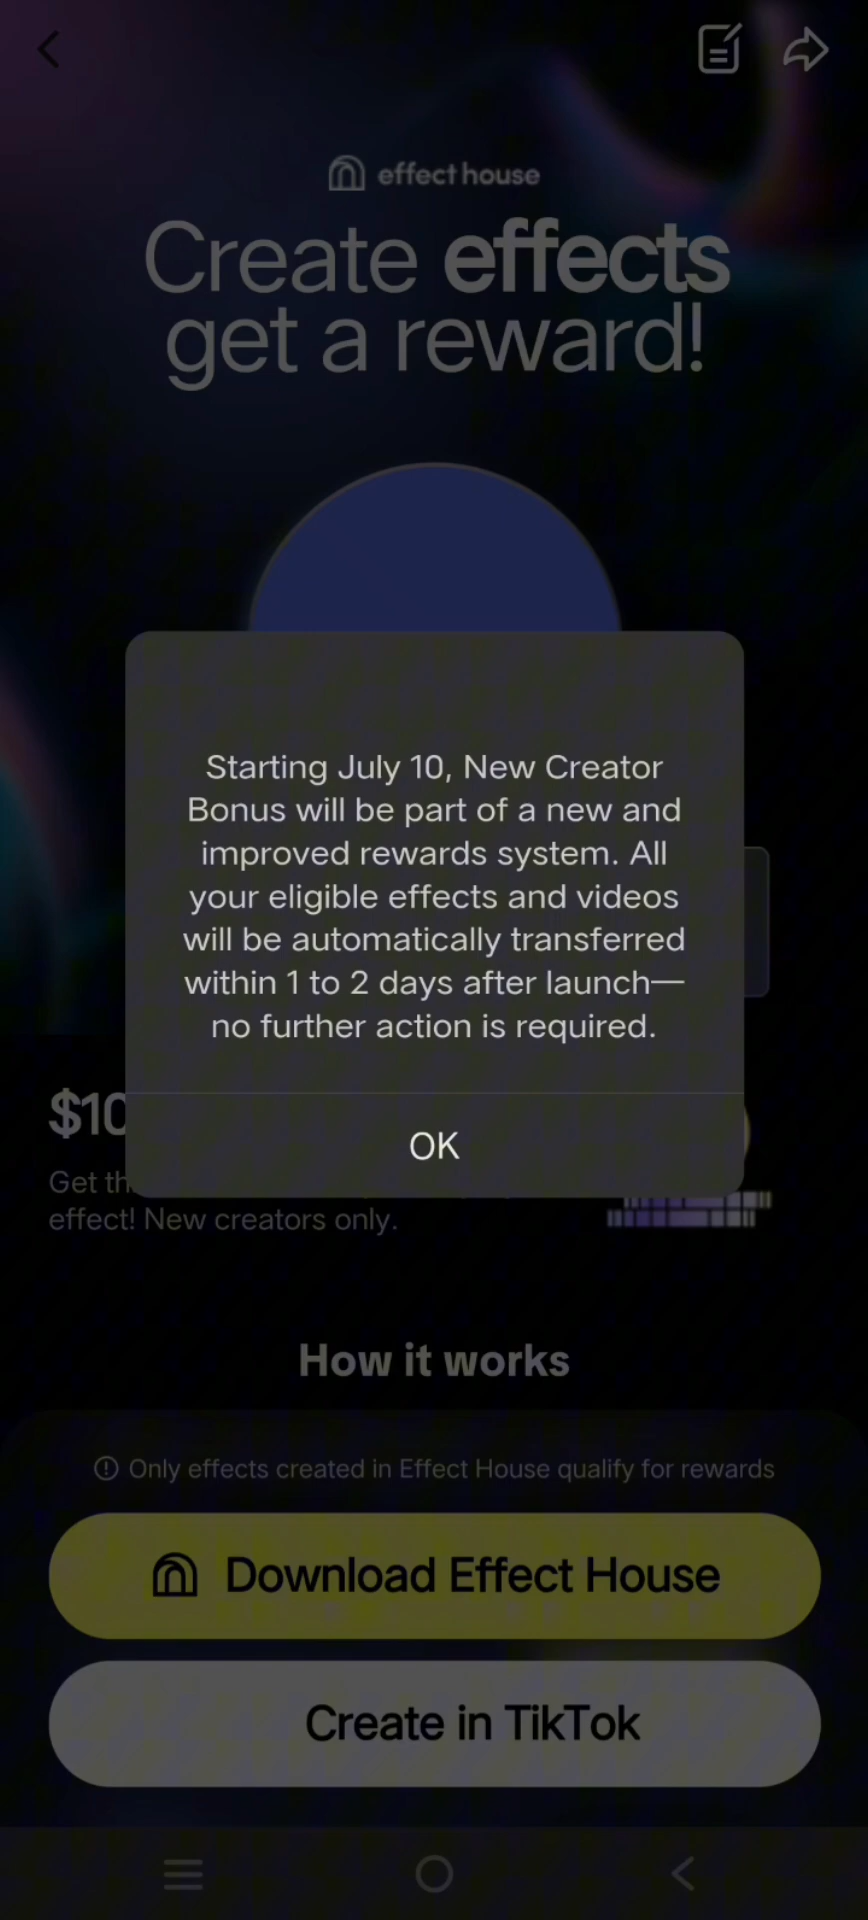 effect house
Create effects
get a reward!
Starting July 10, New Creator
Bonus will be part of a new and
improved rewards system. All
your eligible effects and videos
will be automatically transferred
within 1 to 2 days after launch—
no further action is required.
OK
$10
Get th
effect! New creators only.
How it works
Only effects created in Effect House qualify for rewards
Download Effect House
Create in TikTok